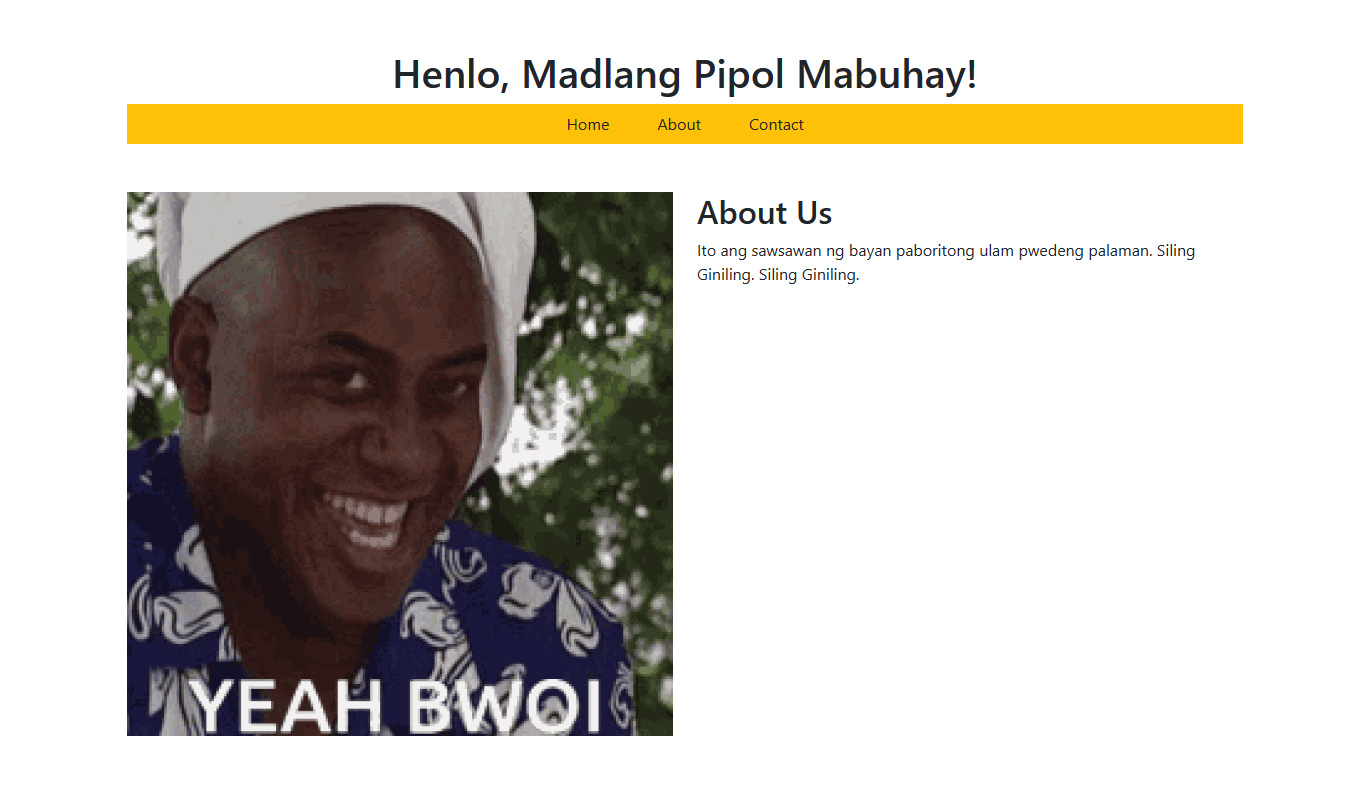 Henlo, Madlang Pipol Mabuhay!
Home About Contact
YEAH BWOI
About Us
Ito ang sawsawan ng bayan paboritong ulam pwedeng palaman. Siling
Giniling. Siling Giniling.